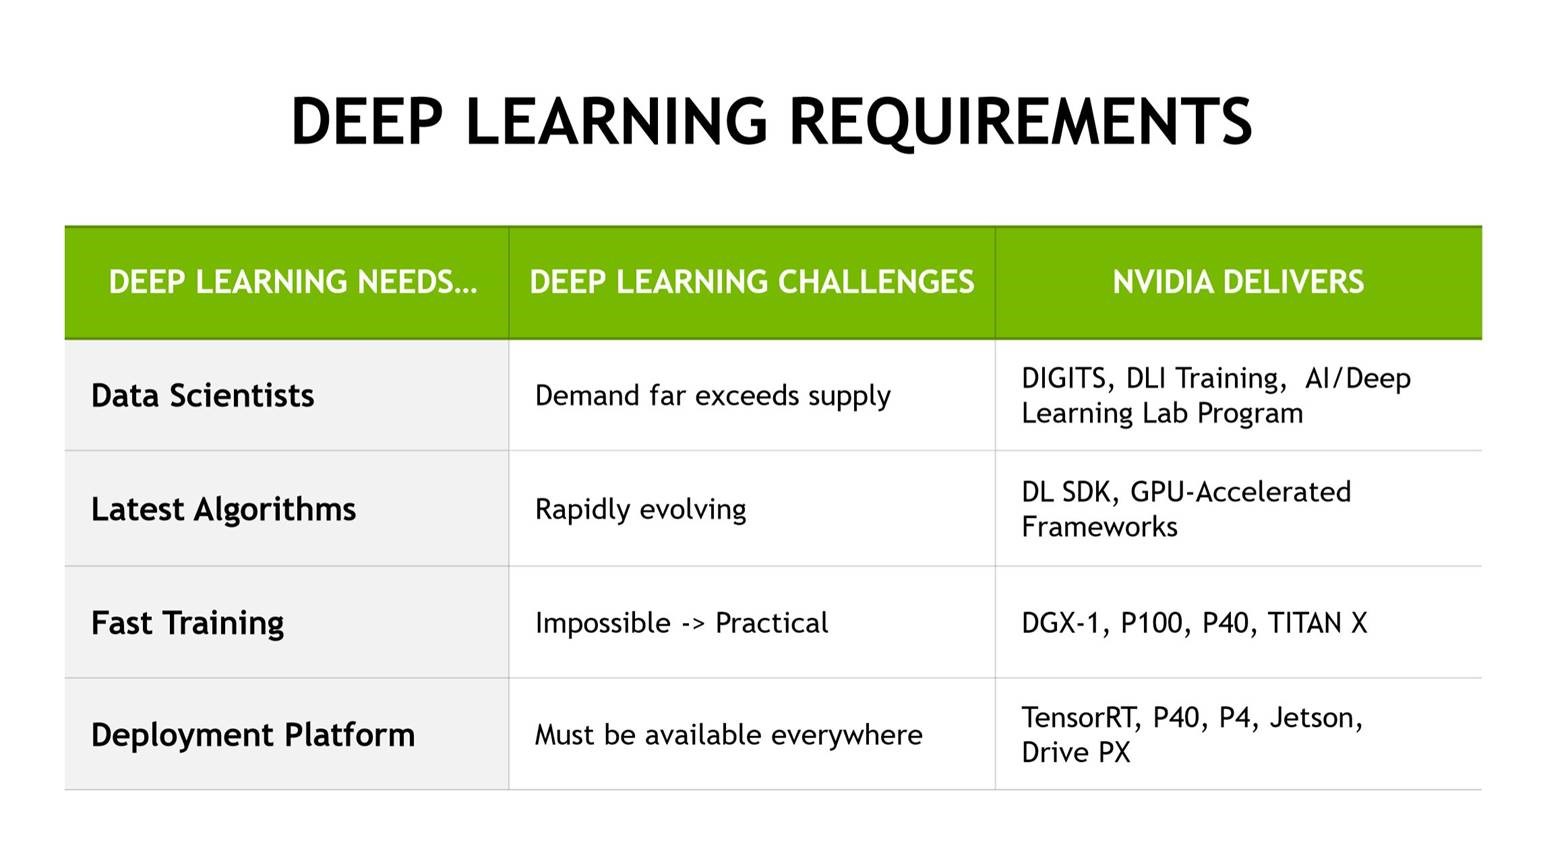 DEEP LEARNING REQUIREMENTS
DEEP LEARNING NEEDS...
DEEP LEARNING CHALLENGES
NVIDIA DELIVERS
Data Scientists
Demand far exceeds supply
DIGITS, DLI Training,  AI/Deep
Learning Lab Program
Latest Algorithms
Rapidly evolving
DL SDK, GPU-Accelerated
Frameworks
Fast Training
Impossible -> Practical
DGX-1, P100, P40, TITAN X
Deployment Platform
Must be available everywhere
TensorRT, P40, P4, Jetson,
Drive PX